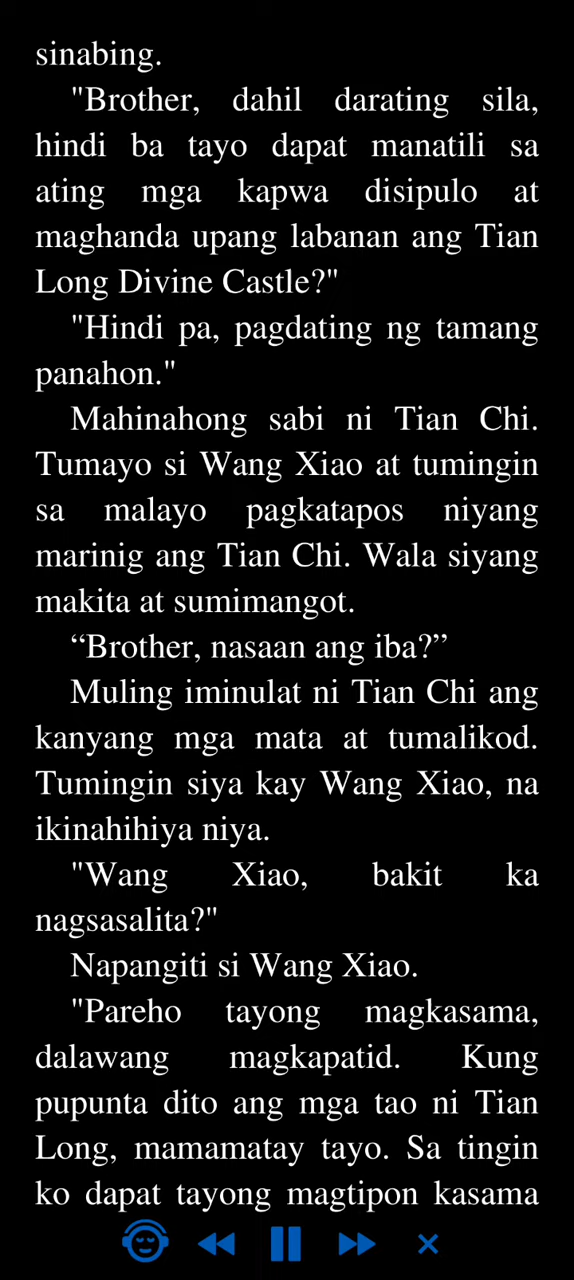 sinabing.
"Brother, dahil darating sila,
hindi ba tayo dapat manatili sa
ating mga kapwa disipulo at
maghanda upang labanan ang Tian
Long Divine Castle?"
"Hindi pa, pagdating ng tamang
panahon."
Mahinahong sabi ni Tian Chi.
Tumayo si Wang Xiao at tumingin
sa malayo pagkatapos niyang
marinig ang Tian Chi. Wala siyang
makita at sumimangot.
“Brother, nasaan ang iba?”
Muling iminulat ni Tian Chi ang
kanyang mga mata at tumalikod.
Tumingin siya kay Wang Xiao, na
ikinahihiya niya.
"Wang Xiao, bakit ka
nagsasalita?"
Napangiti si Wang Xiao.
"Pareho tayong magkasama,
dalawang magkapatid. Kung
pupunta dito ang mga tao ni Tian
Long, mamamatay tayo. Sa tingin
ko dapat tayong magtipon kasama